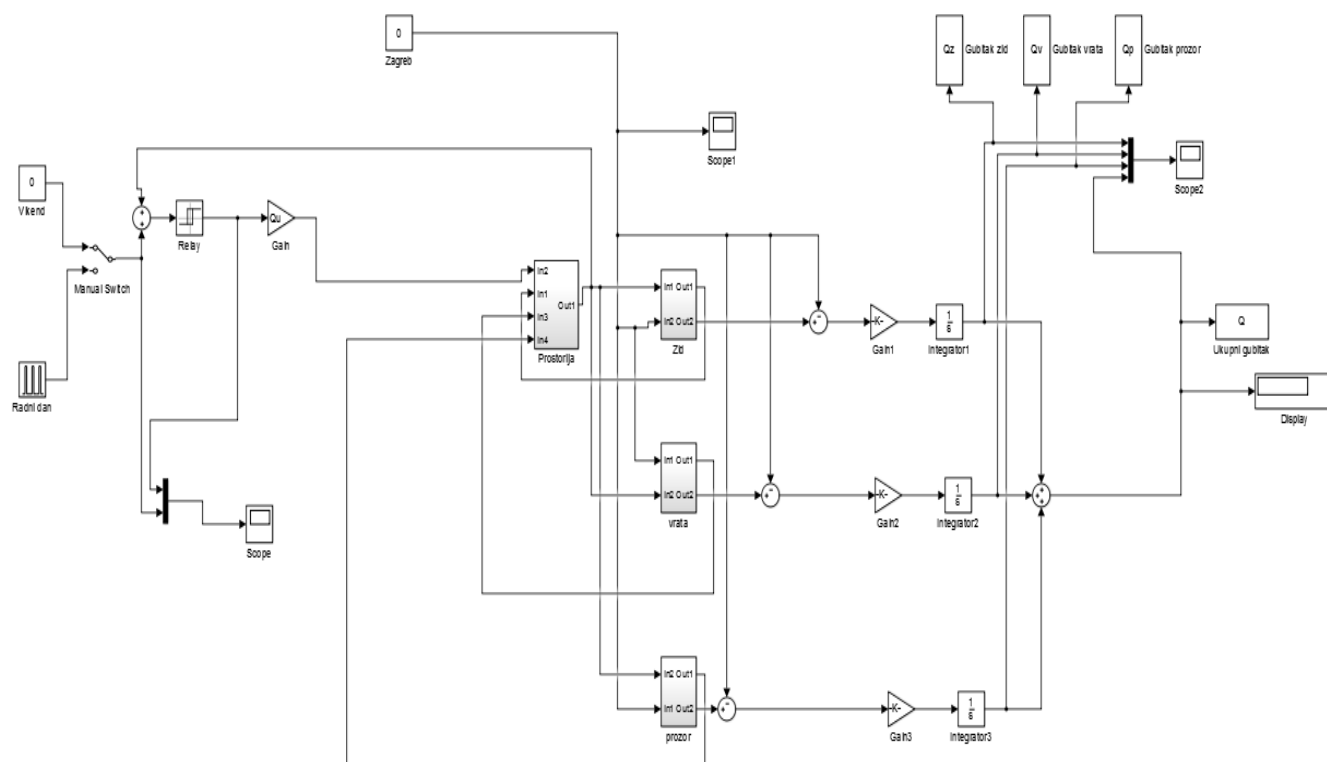 0
Zagreb
Qz
Gubitak zid
Qv
Gubitak vrata
Qp
Gubitak prozor
Scope1
Scope2
0
Vikend
Relay
Qu
Gain
Manual Switch
Radni dan
Scope
In2
In1
In3
In4
Out1
Prostorija
In1 Out1
In2 Out2
Zid
+
−
-K-
Gain1
1
s
Integrator1
Q
Ukupni gubitak
Display
In1 Out1
In2 Out2
vrata
+
−
-K-
Gain2
1
s
Integrator2
+
+
+
In2 Out1
In1 Out2
prozor
+
−
-K-
Gain3
1
s
Integrator3